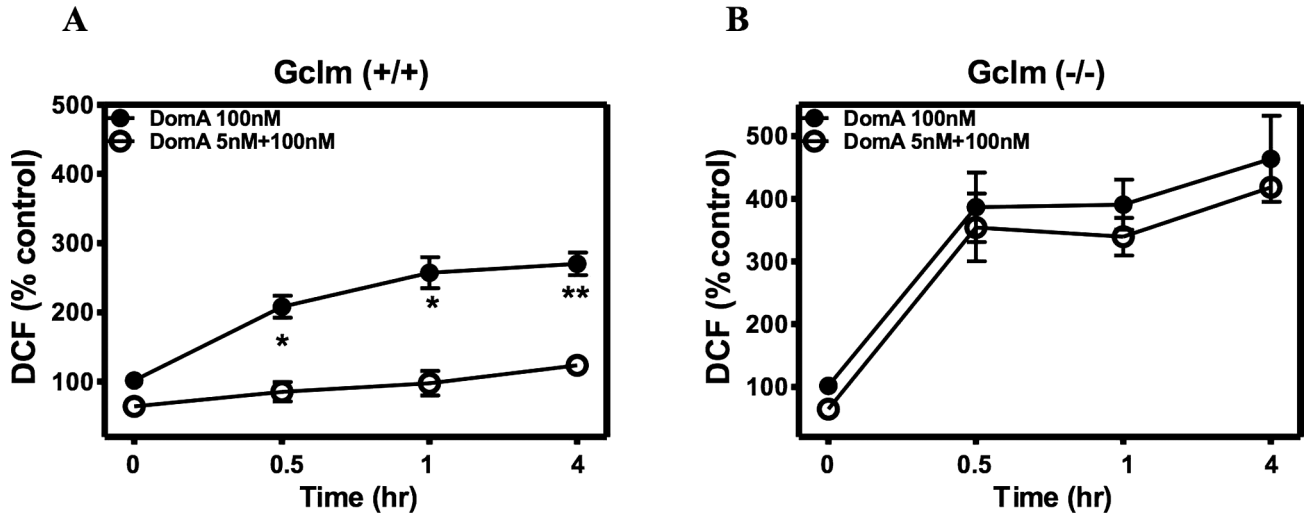 A
Gclm (+/+)
DomA 100nM
DomA 5nM+100nM
DCF (% control)
500
400
300
200
100
*
*
**
0
0.5
1
4
Time (hr)
B
Gclm (-/-)
DomA 100nM
DomA 5nM+100nM
DCF (% control)
500
400
300
200
100
0
0.5
1
4
Time (hr)